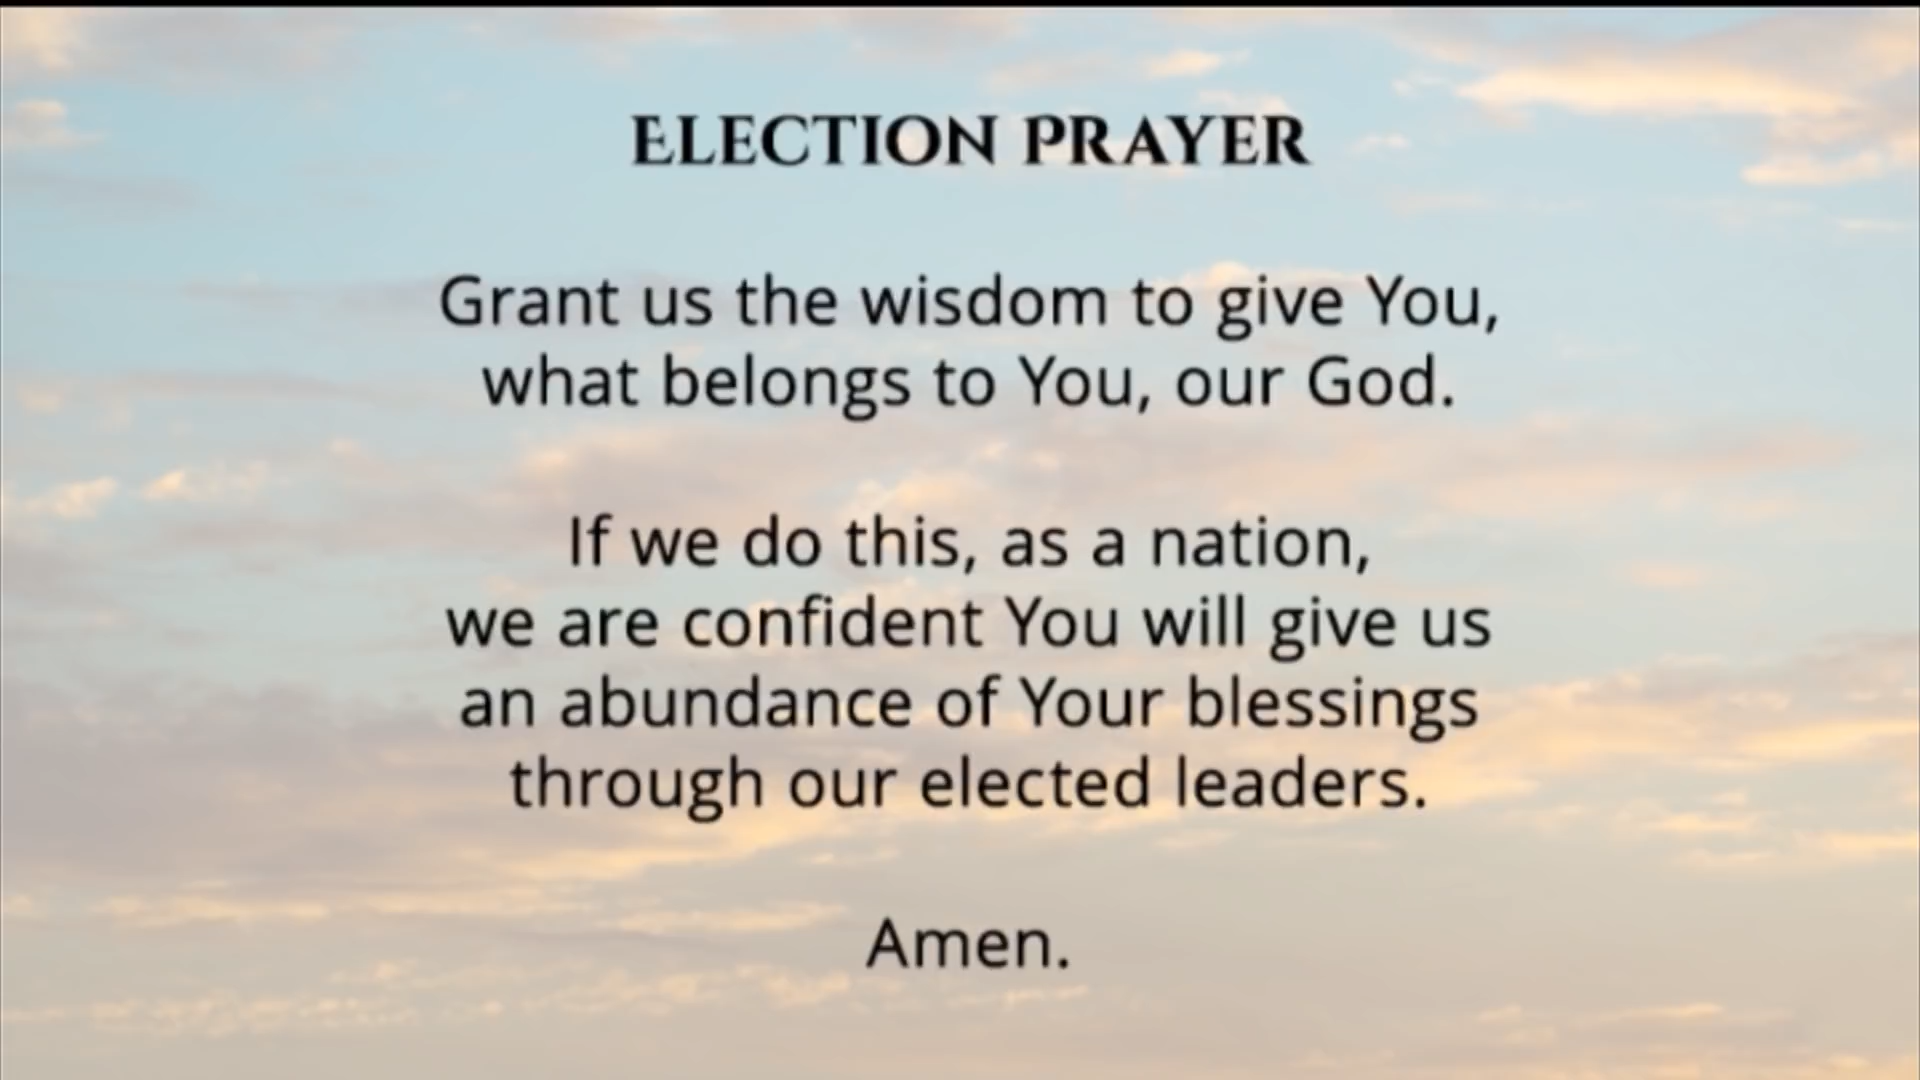 ELECTION PRAYER
Grant us the wisdom to give You,
what belongs to You, our God.
If we do this, as a nation,
we are confident You will give us
an abundance of Your blessings
through our elected leaders.
Amen.